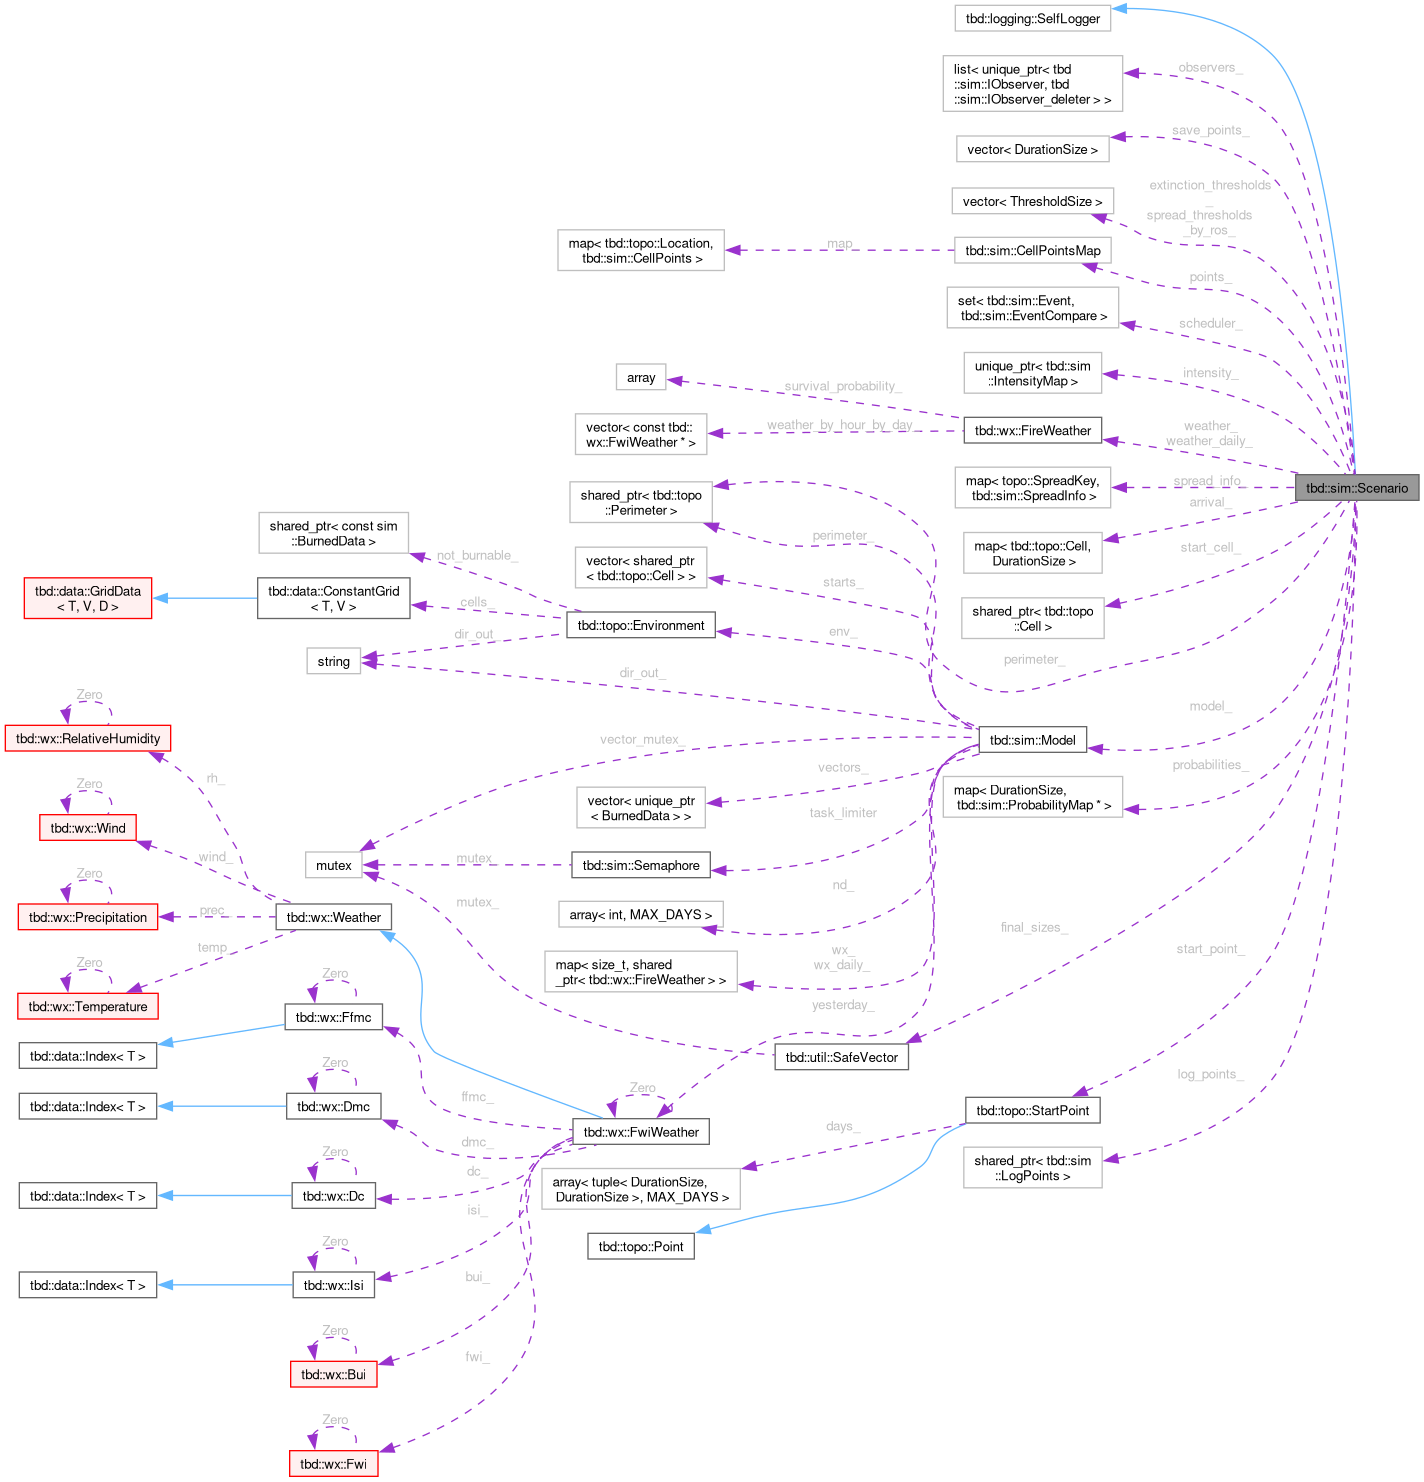 tbd::logging::SelfLogger
observers_
list< unique_ptr< tbd
::sim::IObserver, tbd
::sim::IObserver_deleter > >
save_points_
vector< DurationSize >
extinction_thresholds
_
spread_thresholds
_by_ros_
vector< ThresholdSize >
map< tbd::topo::Location,
tbd::sim::CellPoints >
map
tbd::sim::CellPointsMap
points_
set< tbd::sim::Event,
tbd::sim::EventCompare >
scheduler_
unique_ptr< tbd::sim
::IntensityMap >
intensity_
array
survival_probability_
vector< const tbd::
wx::FwiWeather * >
weather_by_hour_by_day_
tbd::wx::FireWeather
weather_
weather_daily_
map< topo::SpreadKey,
tbd::sim::SpreadInfo >
spread_info_
tbd::sim::Scenario
shared_ptr< tbd::topo
::Perimeter >
arrival_
shared_ptr< const sim
::BurnedData >
not_burnable_
perimeter_
map< tbd::topo::Cell,
DurationSize >
start_cell_
vector< shared_ptr
< tbd::topo::Cell > >
starts_
tbd::data::GridData
< T, V, D >
tbd::data::ConstantGrid
< T, V >
cells_
tbd::topo::Environment
env_
shared_ptr< tbd::topo
::Cell >
dir_out_
string
dir_out_
perimeter_
Zero
tbd::wx::RelativeHumidity
rh_
vector_mutex_
tbd::sim::Model
model_
Zero
tbd::wx::Wind
wind_
vectors_
vector< unique_ptr
< BurnedData > >
task_limiter
map< DurationSize,
tbd::sim::ProbabilityMap * >
probabilities_
mutex
mutex_
tbd::sim::Semaphore
Zero
tbd::wx::Precipitation
prec_
tbd::wx::Weather
mutex_
array< int, MAX_DAYS >
nd_
final_sizes_
temp_
Zero
tbd::wx::Temperature
map< size_t, shared
_ptr< tbd::wx::FireWeather > >
wx_
wx_daily_
start_point_
Zero
tbd::wx::Ffmc
yesterday_
tbd::data::Index< T >
tbd::util::SafeVector
log_points_
Zero
tbd::data::Index< T >
tbd::wx::Dmc
ffmc_
Zero
tbd::wx::FwiWeather
tbd::topo::StartPoint
dmc_
days_
Zero
tbd::data::Index< T >
tbd::wx::Dc
dc_
array< tuple< DurationSize,
DurationSize >, MAX_DAYS >
shared_ptr< tbd::sim
::LogPoints >
isi_
Zero
tbd::topo::Point
tbd::data::Index< T >
tbd::wx::Isi
bui_
Zero
tbd::wx::Bui
fwi_
Zero
tbd::wx::Fwi